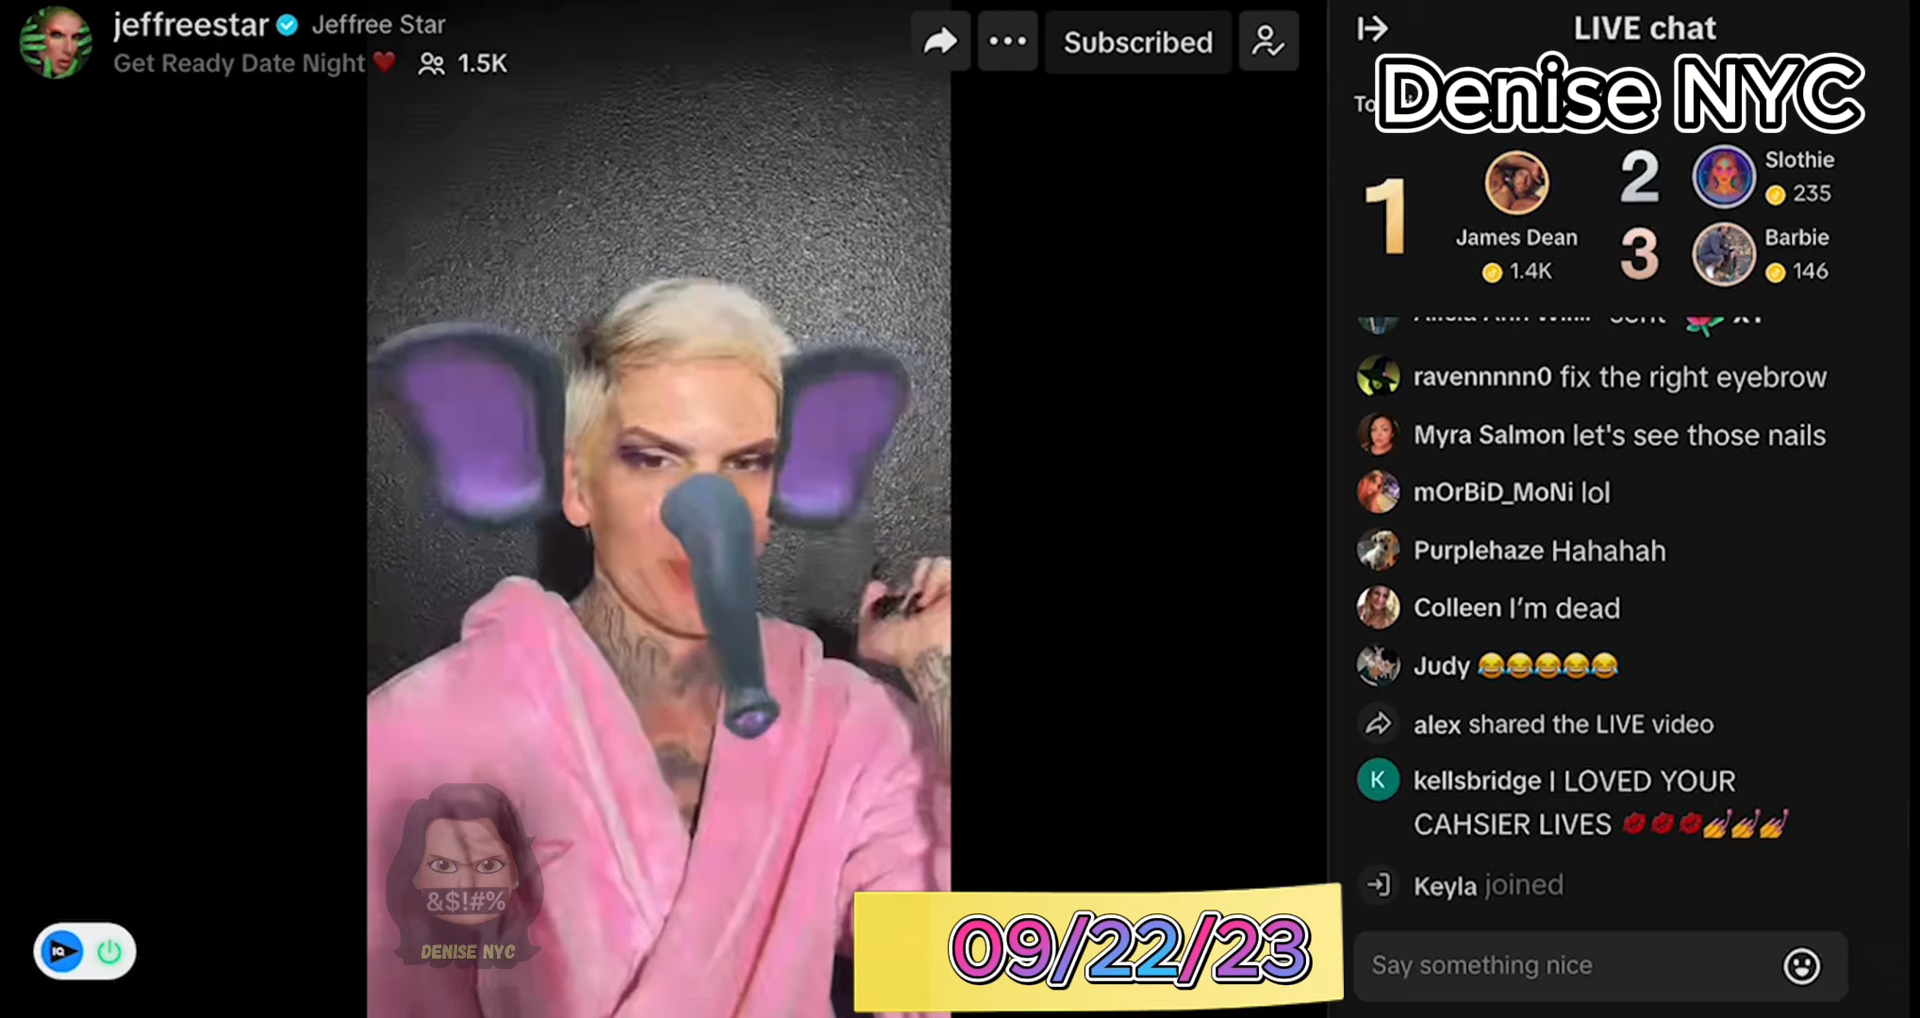 jeffreestar Jeffree Star
Get Ready Date Night ❤️ 1.5K
Subscribed
LIVE chat
Denise NYC
1
James Dean
1.4K
2
Slothie
235
3
Barbie
146
sent
ravennnnn0 fix the right eyebrow
Myra Salmon let's see those nails
mOrBiD_MoNi lol
Purplehaze Hahahah
Colleen I’m dead
Judy 😂😂😂😂😂
alex shared the LIVE video
K kellsbridge I LOVED YOUR
CAHSIER LIVES 🌹🌹🌹💅💅💅
Keyla joined
Say something nice
&$!#%
DENISE NYC
IQ
09/22/23